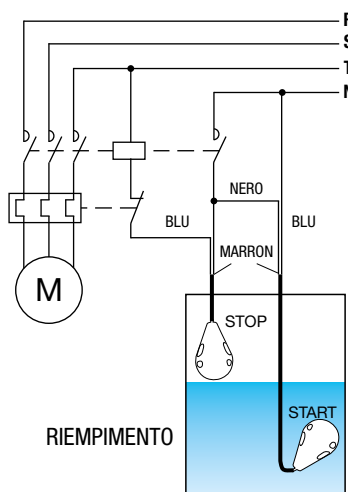 R
S
T
N
NERO
BLU
BLU
MARRON
M
STOP
START
RIEMPIMENTO